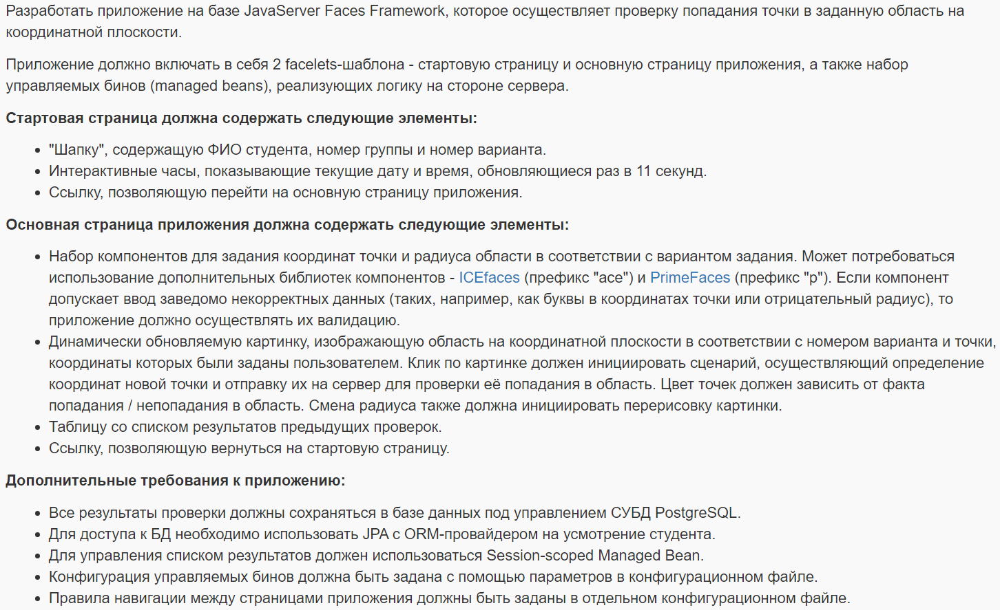 Разработать приложение на базе JavaServer Faces Framework, которое осуществляет проверку попадания точки в заданную область на
координатной плоскости.
Приложение должно включать в себя 2 facelets-шаблона - стартовую страницу и основную страницу приложения, а также набор
управляемых бинов (managed beans), реализующих логику на стороне сервера.
Стартовая страница должна содержать следующие элементы:
• "Шапку", содержащую ФИО студента, номер группы и номер варианта.
• Интерактивные часы, показывающие текущие дату и время, обновляющиеся раз в 11 секунд.
• Ссылку, позволяющую перейти на основную страницу приложения.
Основная страница приложения должна содержать следующие элементы:
• Набор компонентов для задания координат точки и радиуса области в соответствии с вариантом задания. Может потребоваться
использование дополнительных библиотек компонентов - ICEfaces (префикс "ace") и PrimeFaces (префикс "p"). Если компонент
допускает ввод заведомо некорректных данных (таких, например, как буквы в координатах точки или отрицательный радиус), то
приложение должно осуществлять их валидацию.
• Динамически обновляемую картинку, изображающую область на координатной плоскости в соответствии с номером варианта и точки,
координаты которых были заданы пользователем. Клик по картинке должен инициировать сценарий, осуществляющий определение
координат новой точки и отправку их на сервер для проверки её попадания в область. Цвет точек должен зависить от факта
попадания / непопадания в область. Смена радиуса также должна инициировать перерисовку картинки.
• Таблицу со списком результатов предыдущих проверок.
• Ссылку, позволяющую вернуться на стартовую страницу.
Дополнительные требования к приложению:
• Все результаты проверки должны сохраняться в базе данных под управлением СУБД PostgreSQL.
• Для доступа к БД необходимо использовать JPA с ORM-провайдером на усмотрение студента.
• Для управления списком результатов должен использоваться Session-scoped Managed Bean.
• Конфигурация управляемых бинов должна быть задана с помощью параметров в конфигурационном файле.
• Правила навигации между страницами приложения должны быть заданы в отдельном конфигурационном файле.